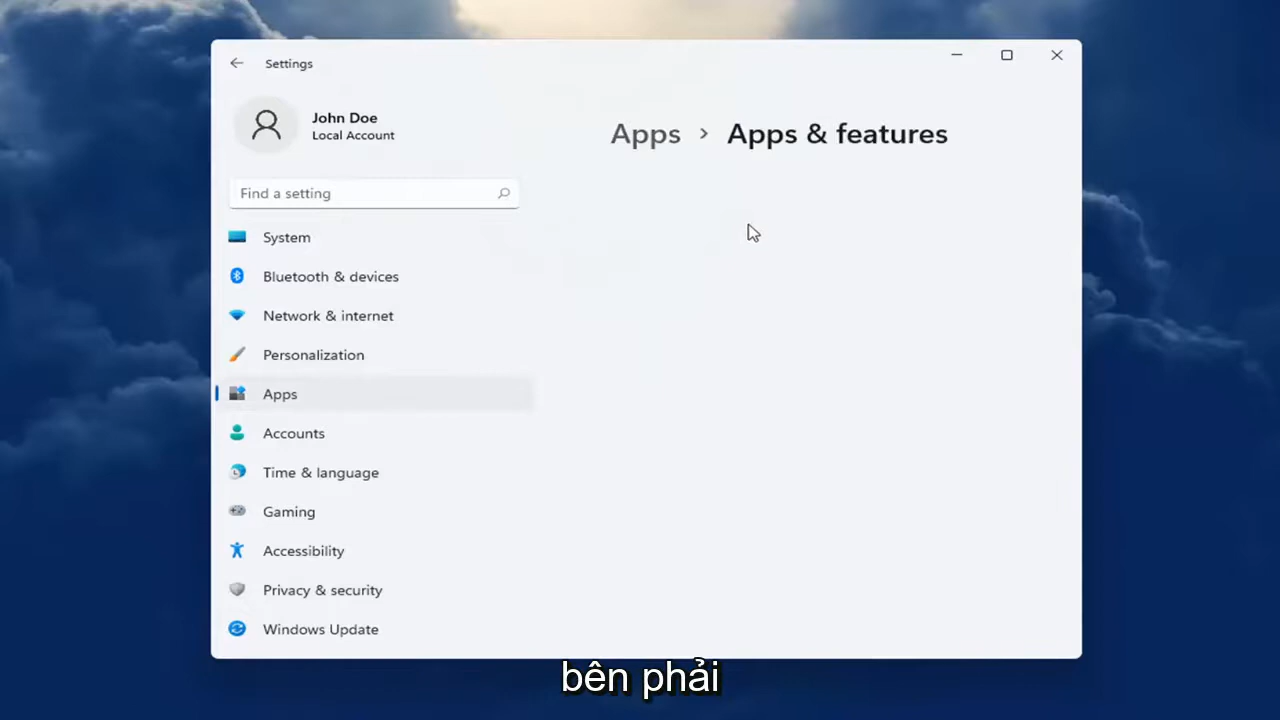 Settings
John Doe
Local Account
Apps > Apps & features
Find a setting
System
Bluetooth & devices
Network & internet
Personalization
Apps
Accounts
Time & language
Gaming
Accessibility
Privacy & security
Windows Update
bên phải